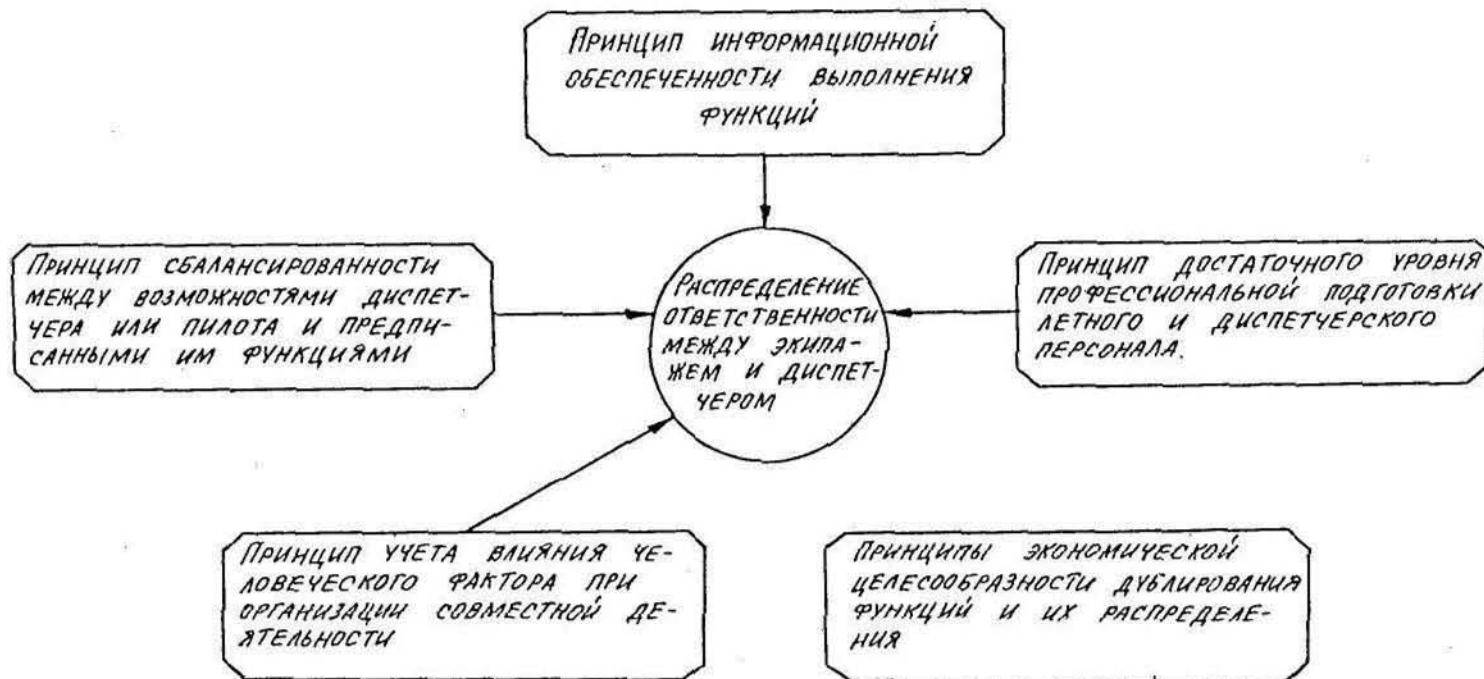 Принцип информационной
обеспеченности выполнения
функций
Принцип сбалансированности
между возможностями диспет-
чера или пилота и предпи-
санными им функциями
Распределение
ответственности
между экипа-
жем и диспет-
чером
Принцип достаточного уровня
профессиональной подготовки
летного и диспетчерского
персонала.
Принцип учета влияния че-
ловеческого фактора при
организации совместной де-
ятельности
Принципы экономической
целесообразности дублирования
функций и их распределе-
ния